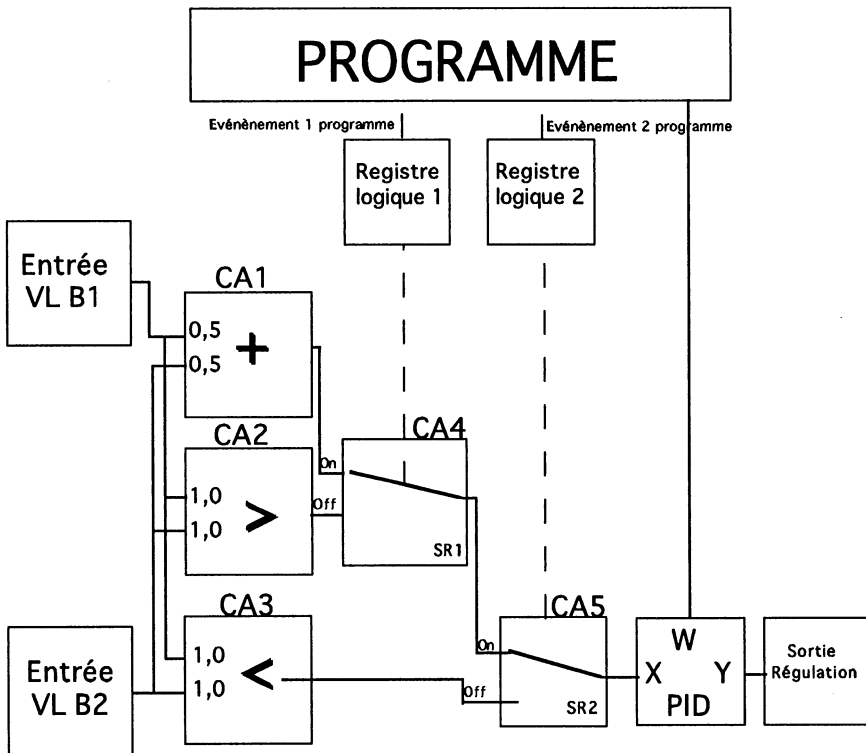 PROGRAMME
Evénènement 1 programme
Evénènement 2 programme
Registre
logique 1
Registre
logique 2
Entrée
VL B1
CA1
0,5
0,5
+
CA2
1,0
1,0
>
On
Off
CA4
SR1
CA3
1,0
1,0
<
Entrée
VL B2
On
Off
CA5
SR2
W
X
Y
PID
Sortie
Régulation